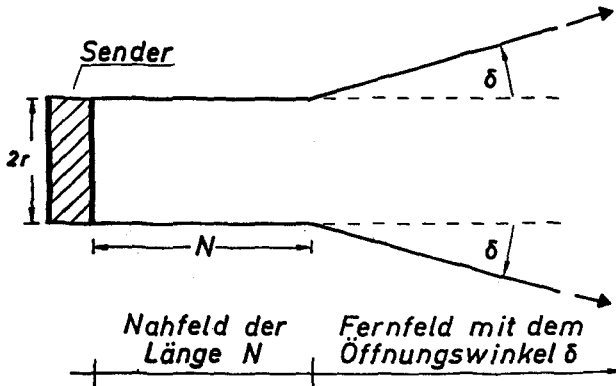 Sender
δ
2r
N
δ
Nahfeld der
Länge N
Fernfeld mit dem
Öffnungswinkel δ